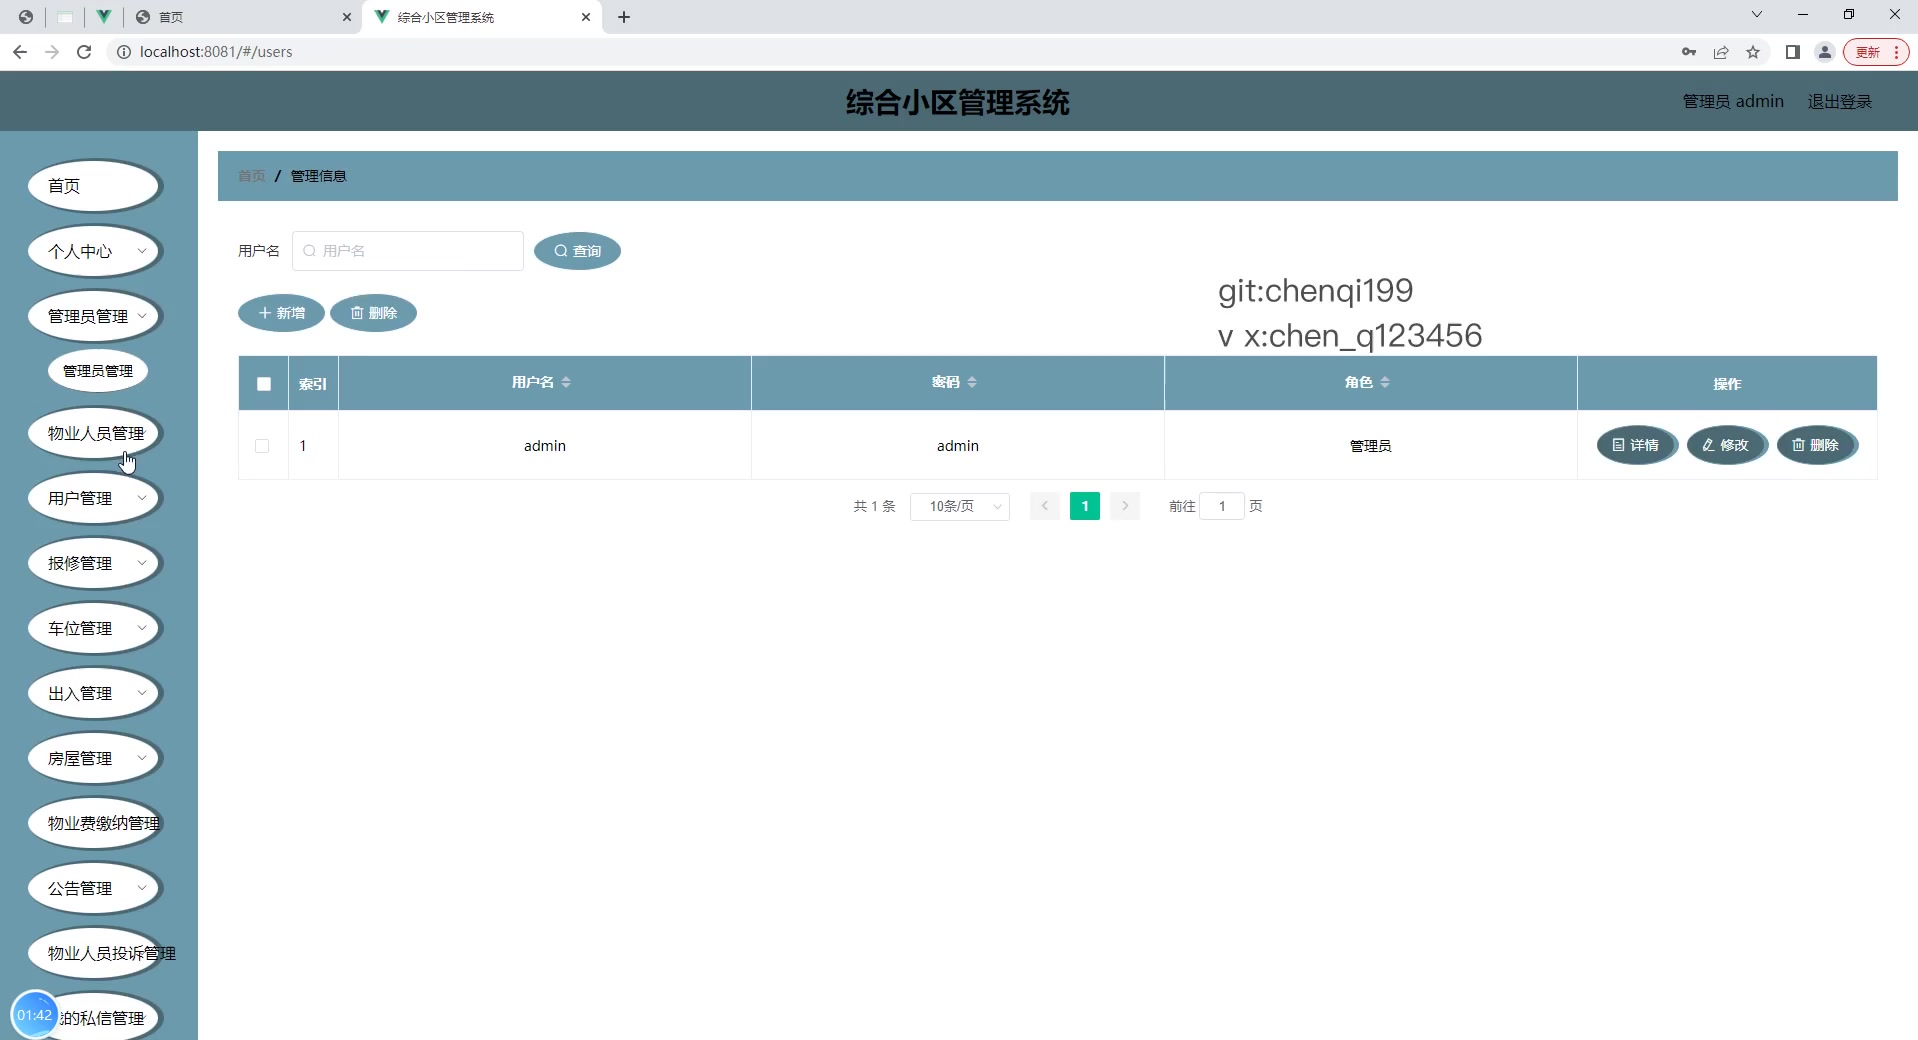 首页
综合小区管理系统
localhost:8081/#/users
更新
综合小区管理系统
管理员 admin
退出登录
首页
个人中心
管理员管理
管理员管理
物业人员管理
用户管理
报修管理
车位管理
出入管理
房屋管理
物业费缴纳管理
公告管理
物业人员投诉管理
的私信管理
01:42
首页 / 管理信息
用户名 用户名 查询
新增 删除
git:chenqi199
v x:chen_q123456
索引 用户名 密码 角色 操作
1 admin admin 管理员 详情 修改 删除
共 1 条 10条/页 1 前往 1 页